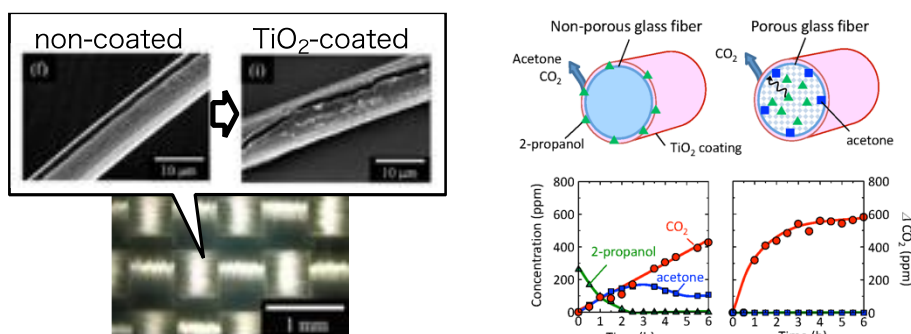 non-coated
TiO₂-coated
(f)
(i)
10 μm
10 μm
1 mm
Non-porous glass fiber
Porous glass fiber
Acetone
CO₂
CO₂
2-propanol
TiO₂ coating
acetone
Concentration (ppm)
800
600
400
200
0
CO₂
2-propanol
acetone
0 1 2 3 4 5 6
0 1 2 3 4 5 6
800
600
400
200
0
Δ CO₂ (ppm)